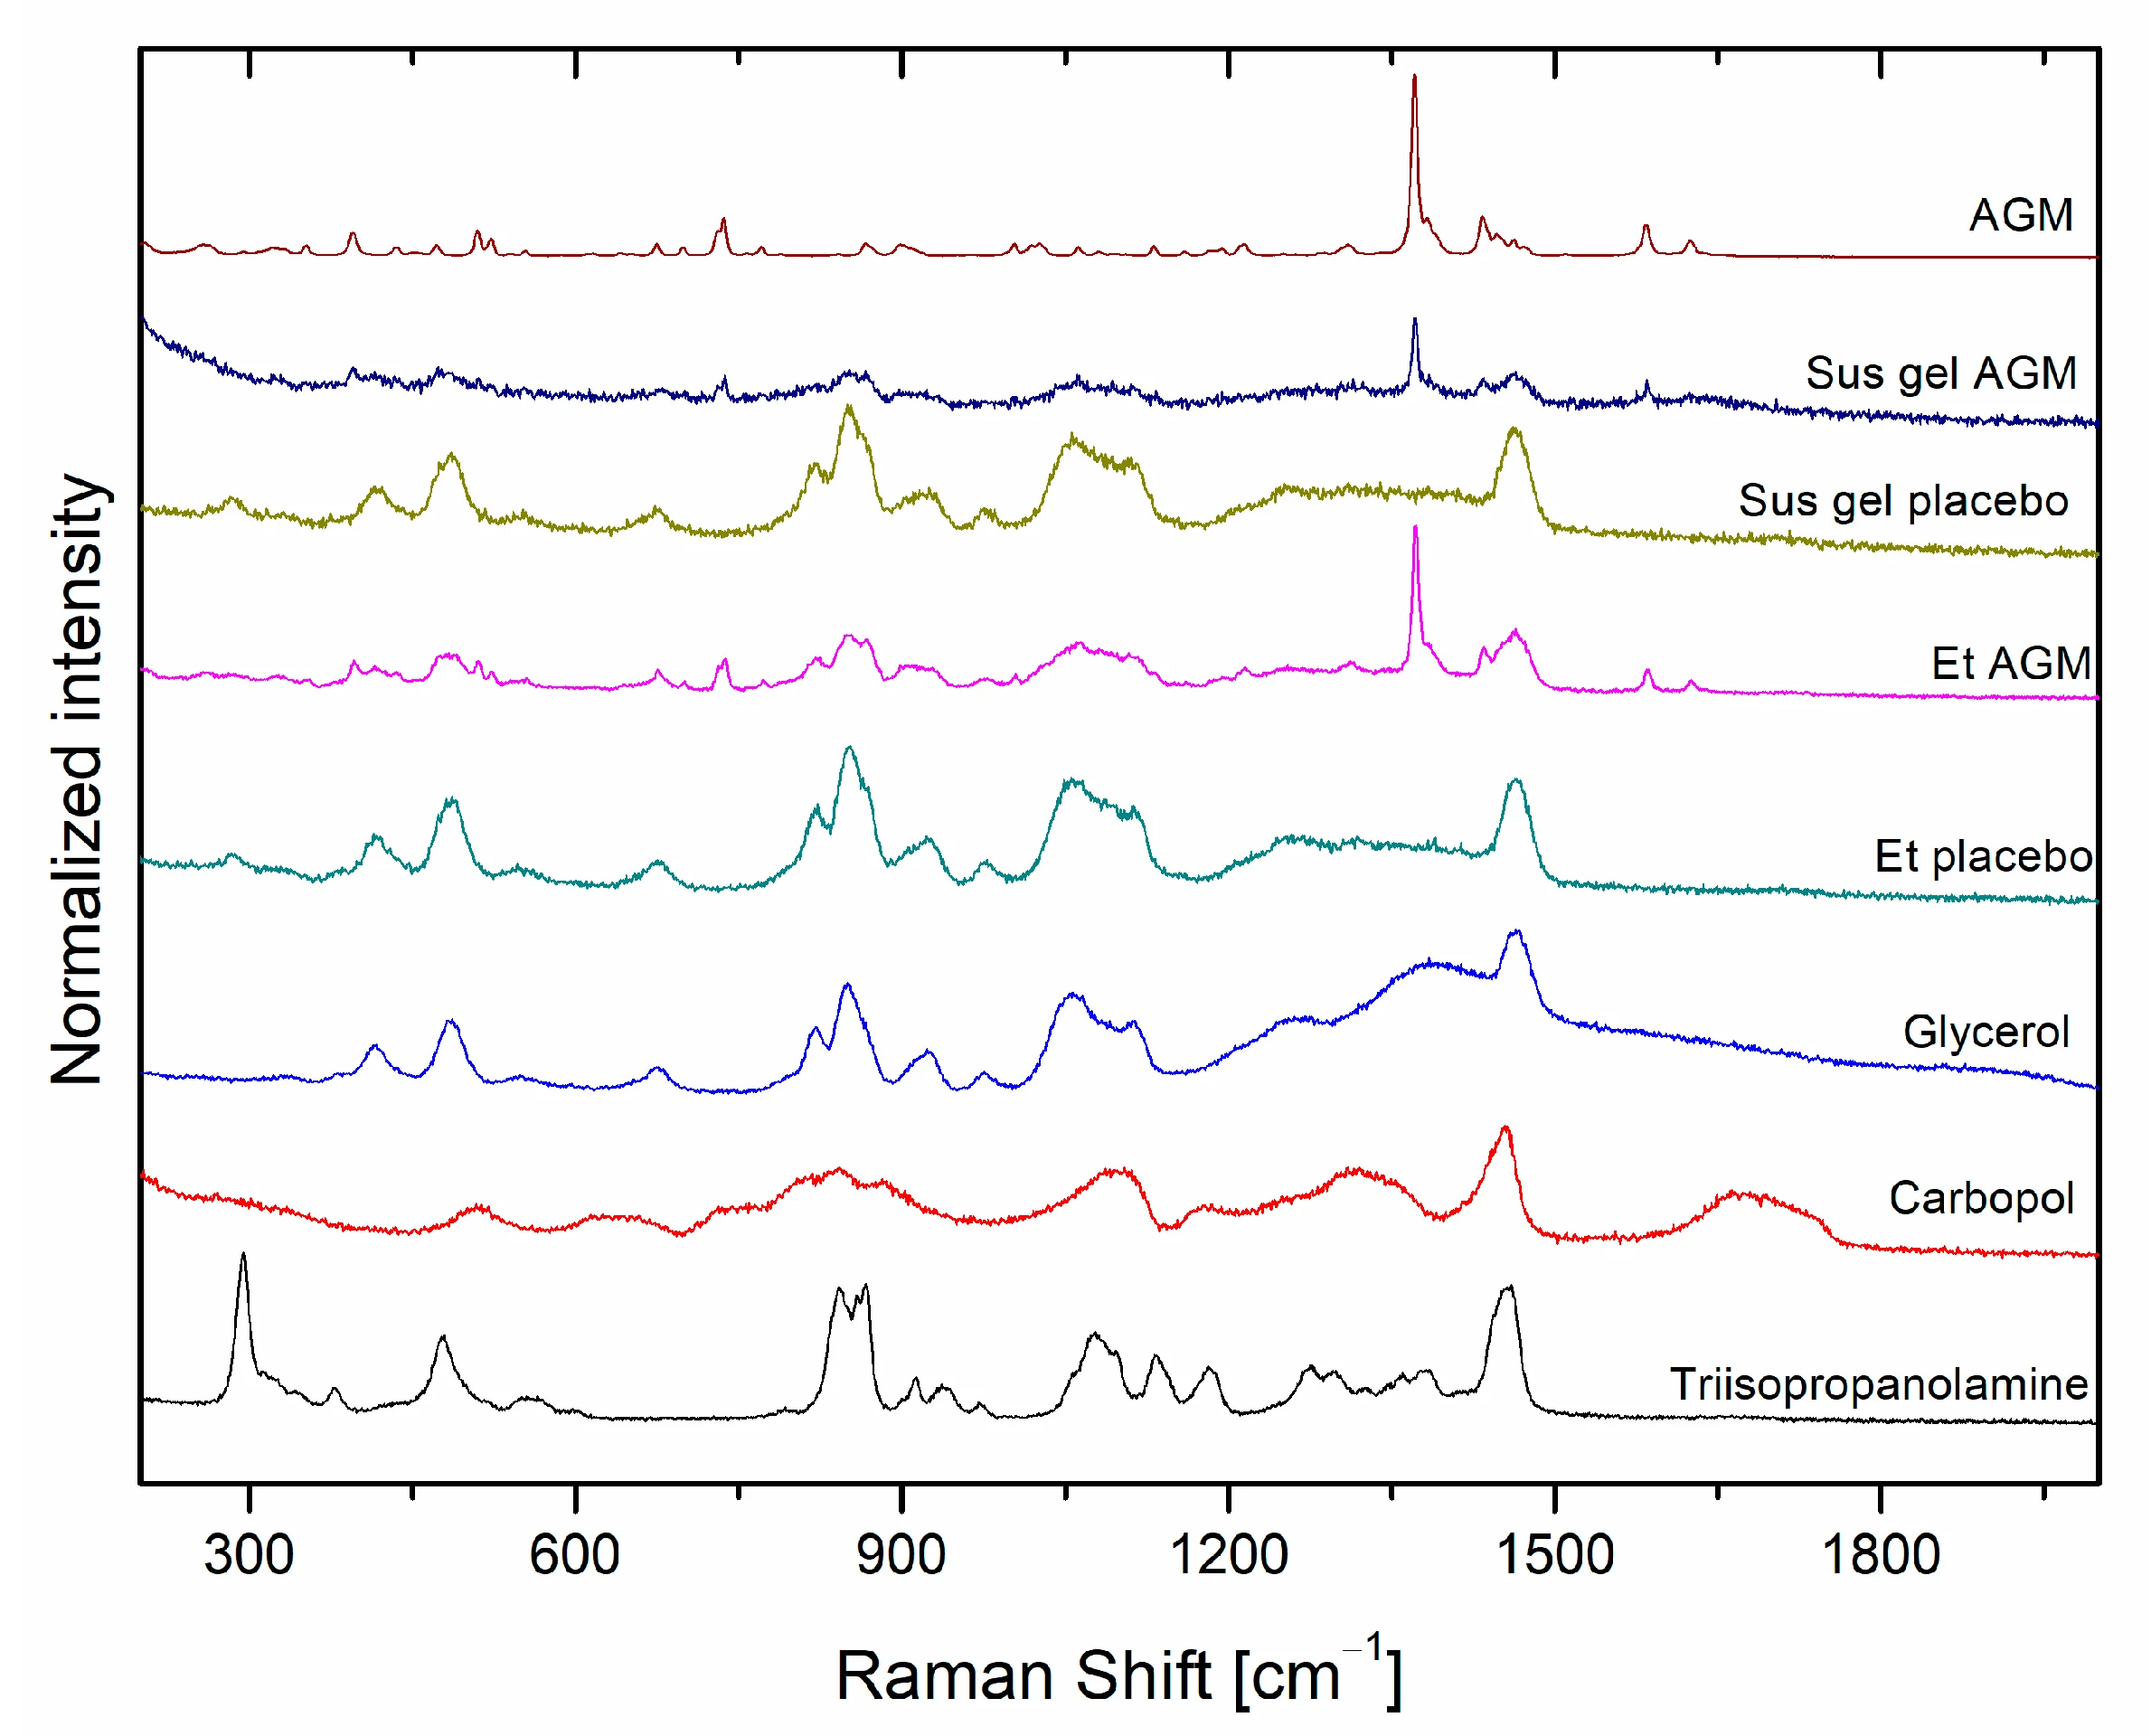 AGM
Sus gel AGM
Sus gel placebo
Et AGM
Et placebo
Glycerol
Carbopol
Triisopropanolamine
Normalized intensity
300 600 900 1200 1500 1800
Raman Shift [cm⁻¹]